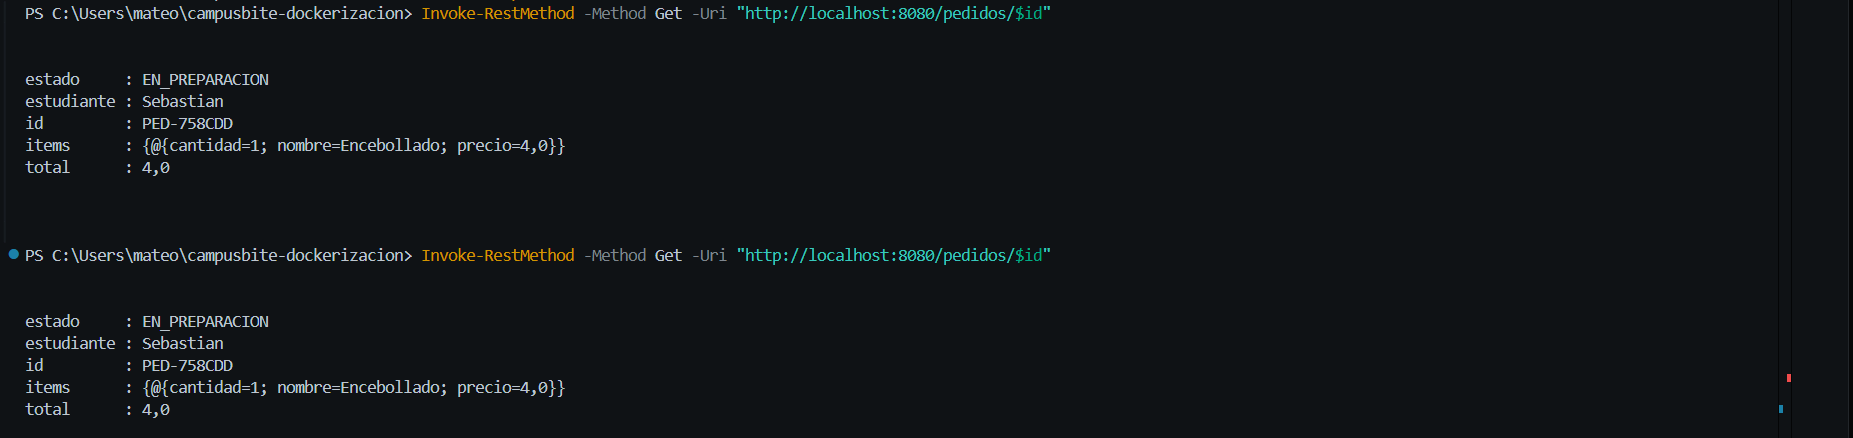 PS C:\Users\mateo\campusbite-dockerizacion> Invoke-RestMethod -Method Get -Uri "http://localhost:8080/pedidos/$id"
estado     : EN_PREPARACION
estudiante : Sebastian
id         : PED-758CDD
items      : {@{cantidad=1; nombre=Encebollado; precio=4,0}}
total      : 4,0
PS C:\Users\mateo\campusbite-dockerizacion> Invoke-RestMethod -Method Get -Uri "http://localhost:8080/pedidos/$id"
estado     : EN_PREPARACION
estudiante : Sebastian
id         : PED-758CDD
items      : {@{cantidad=1; nombre=Encebollado; precio=4,0}}
total      : 4,0